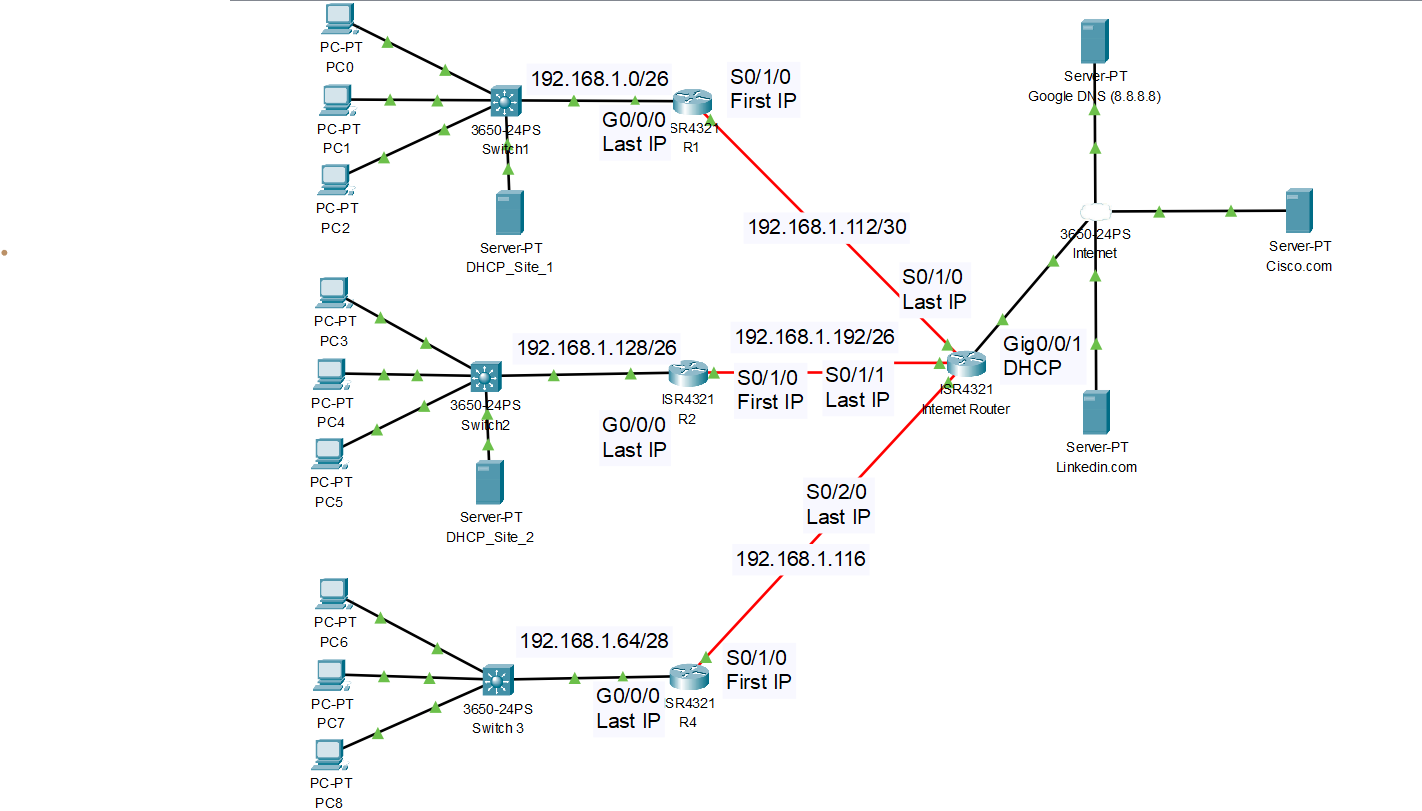 PC-PT
PC0
192.168.1.0/26
S0/1/0
First IP
Server-PT
Google DNS (8.8.8.8)
PC-PT
PC1
3650-24PS
Switch1
G0/0/0
Last IP
SR4321
R1
PC-PT
PC2
192.168.1.112/30
3650-24PS
Internet
Server-PT
DHCP_Site_1
Server-PT
Cisco.com
S0/1/0
Last IP
PC-PT
PC3
192.168.1.128/26
192.168.1.192/26
Gig0/0/1
DHCP
S0/1/0
First IP
S0/1/1
Last IP
ISR4321
Internet Router
PC-PT
PC4
3650-24PS
Switch2
ISR4321
R2
G0/0/0
Last IP
Server-PT
Linkedin.com
PC-PT
PC5
S0/2/0
Last IP
Server-PT
DHCP_Site_2
192.168.1.116
PC-PT
PC6
192.168.1.64/28
S0/1/0
First IP
PC-PT
PC7
3650-24PS
Switch 3
G0/0/0
Last IP
SR4321
R4
PC-PT
PC8